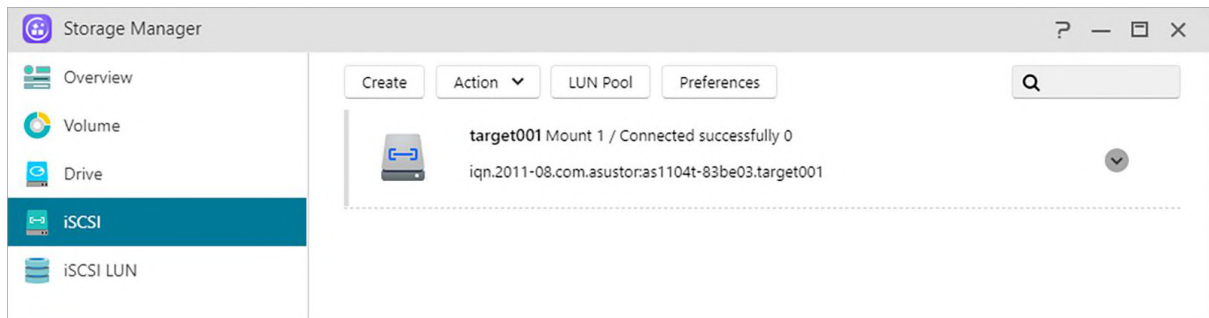 Storage Manager
Overview
Volume
Drive
iSCSI
iSCSI LUN
Create Action LUN Pool Preferences
target001 Mount 1 / Connected successfully 0
iqn.2011-08.com.asustor:as1104t-83be03.target001